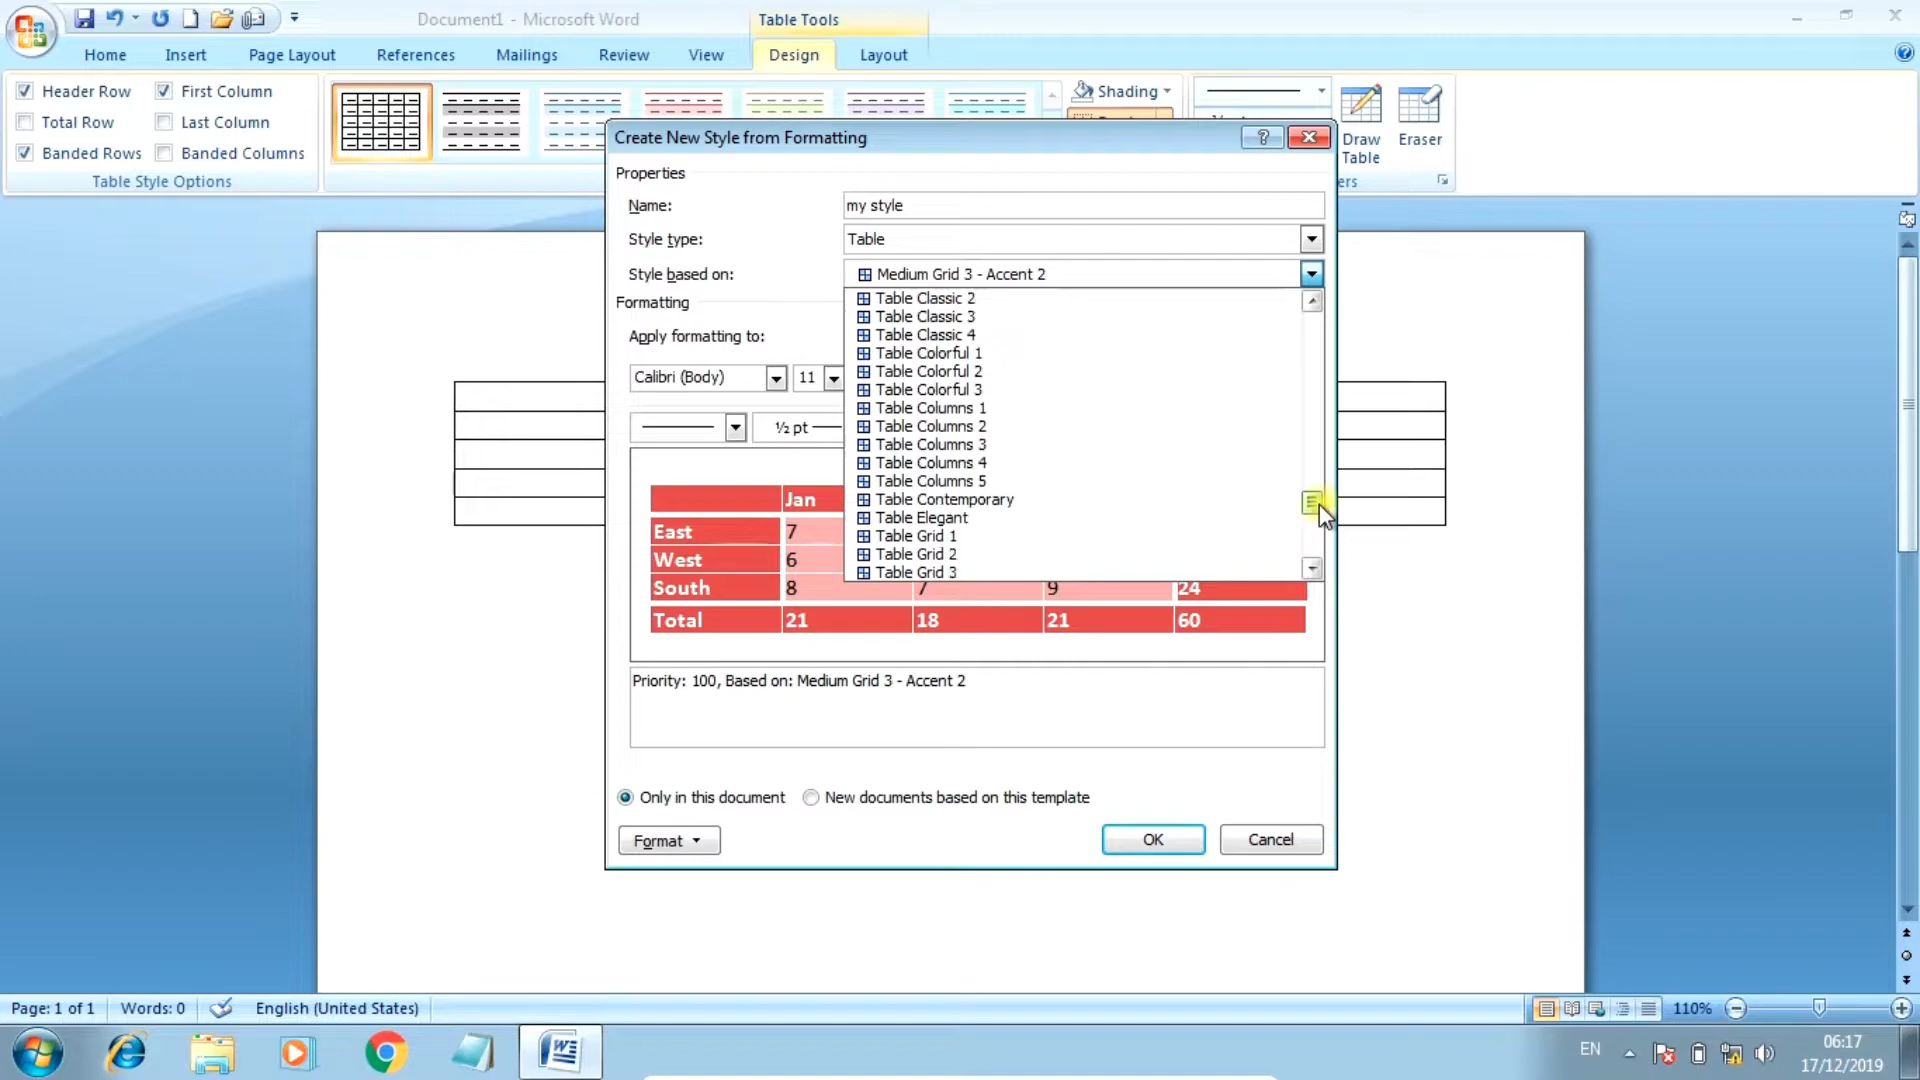 Document1 - Microsoft Word
Table Tools
Home Insert Page Layout References Mailings Review View Design Layout
Header Row First Column
Total Row Last Column
Banded Rows Banded Columns
Table Style Options
Shading
Draw Table
Eraser
Create New Style from Formatting
Properties
Name: my style
Style type: Table
Style based on: Medium Grid 3 - Accent 2
Formatting
Apply formatting to:
Calibri (Body) 11
½ pt
Table Classic 2
Table Classic 3
Table Classic 4
Table Colorful 1
Table Colorful 2
Table Colorful 3
Table Columns 1
Table Columns 2
Table Columns 3
Table Columns 4
Table Columns 5
Table Contemporary
Table Elegant
Table Grid 1
Table Grid 2
Table Grid 3
Jan
East 7
West 6
South 8 7 9 24
Total 21 18 21 60
Priority: 100, Based on: Medium Grid 3 - Accent 2
Only in this document New documents based on this template
Format OK Cancel
Page: 1 of 1 Words: 0 English (United States) 110%
EN 06:17
17/12/2019